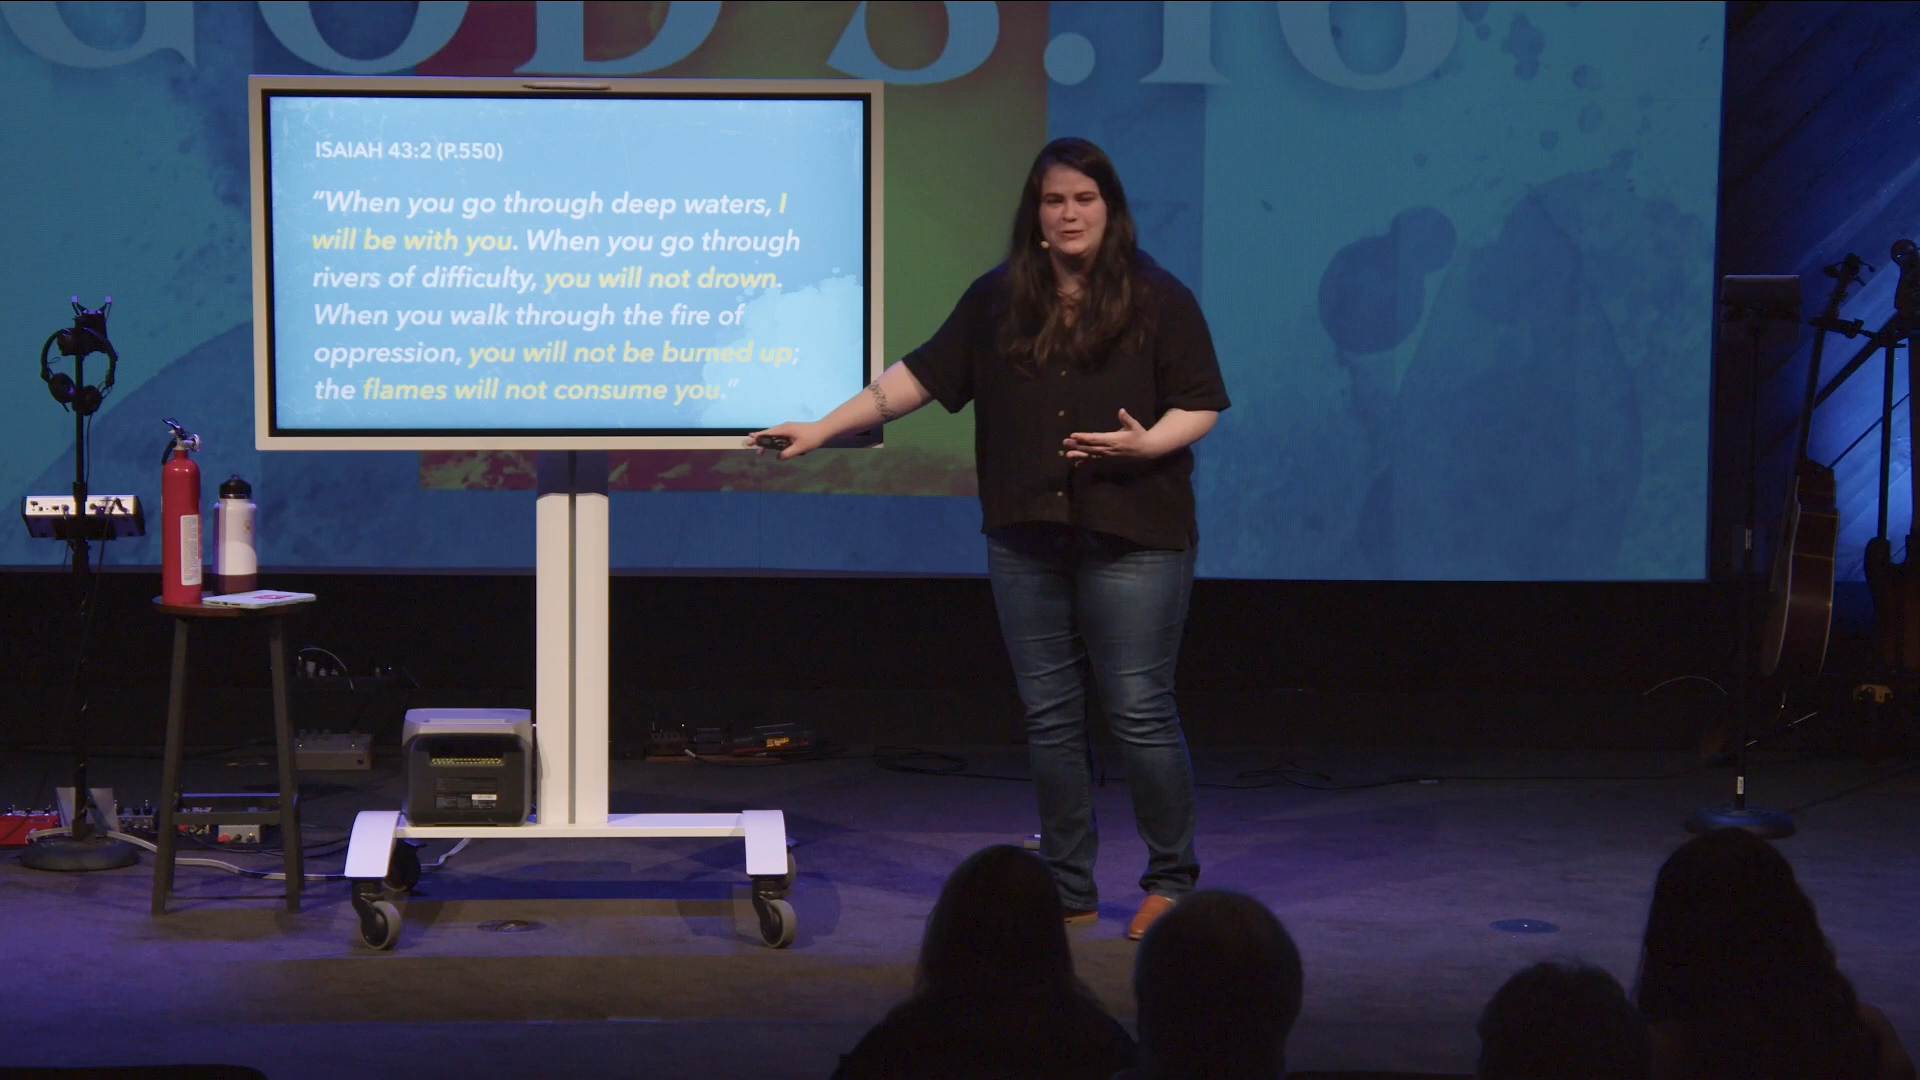 GOD'S.16
ISAIAH 43:2 (P.550)
“When you go through deep waters, I
will be with you. When you go through
rivers of difficulty, you will not drown.
When you walk through the fire of
oppression, you will not be burned up;
the flames will not consume you.”